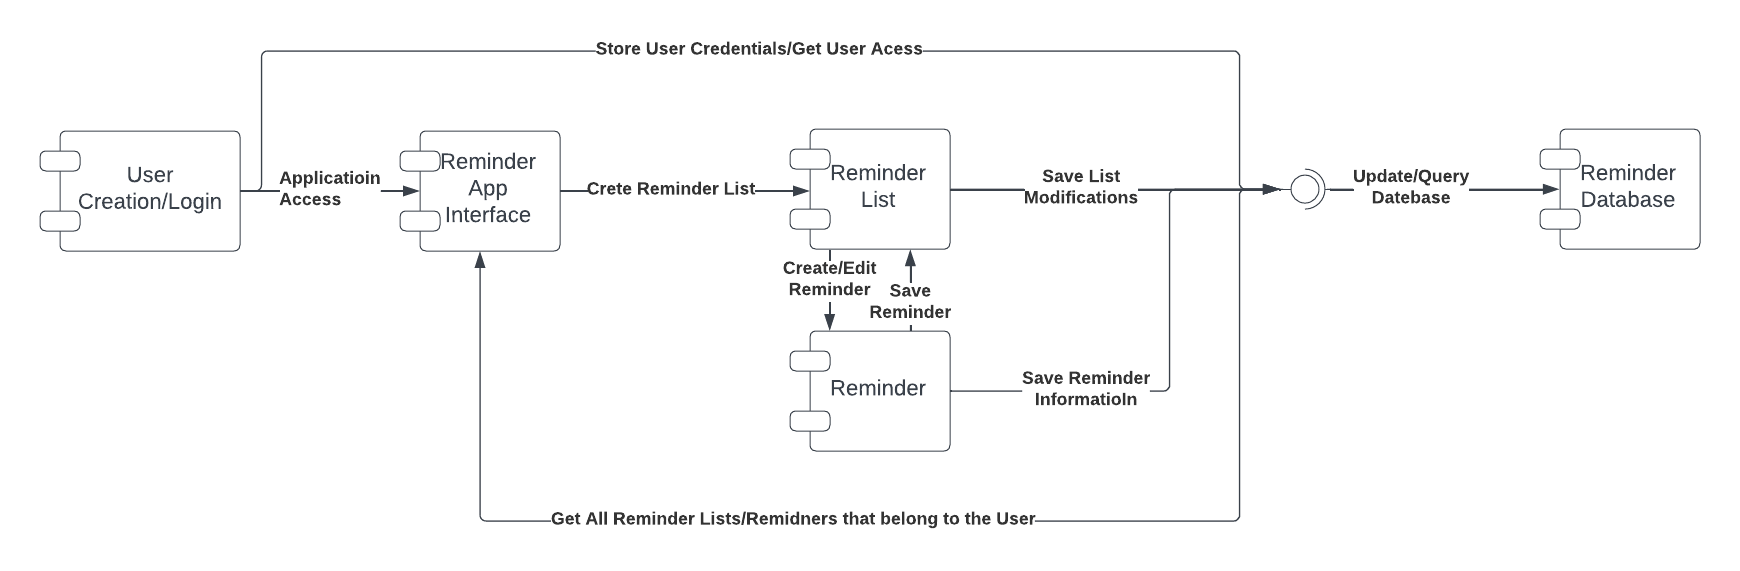 Store User Credentials/Get User Acess
User
Creation/Login
Applicatioin
Access
Reminder
App
Interface
Crete Reminder List
Reminder
List
Save List
Modifications
Update/Query
Datebase
Reminder
Database
Create/Edit
Reminder
Save
Reminder
Reminder
Save Reminder
InformatioIn
Get All Reminder Lists/Remidners that belong to the User